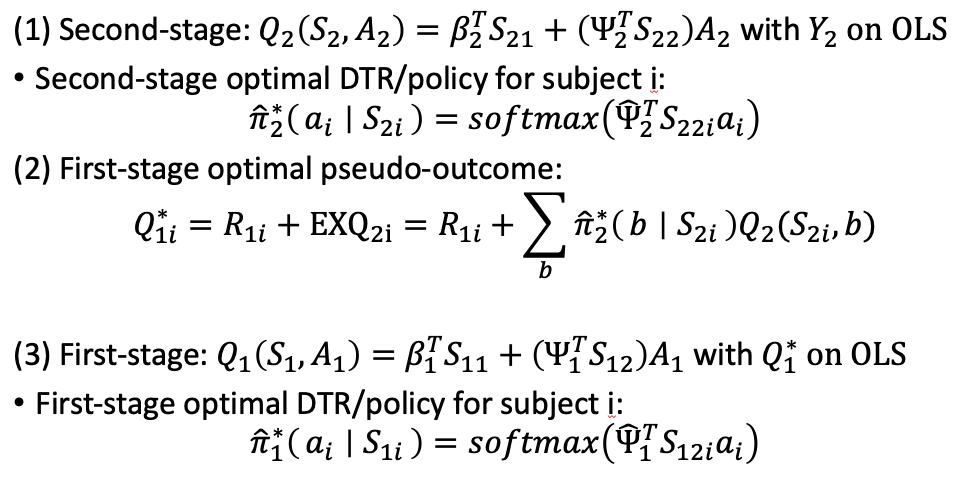 (1) Second-stage: Q₂(S₂, A₂) = β₂ᵀS₂₁ + (Ψ₂ᵀS₂₂)A₂ with Y₂ on OLS
• Second-stage optimal DTR/policy for subject i:
π̂₂*( aᵢ | S₂ᵢ ) = softmax(Ψ̂₂ᵀS₂₂ᵢaᵢ)
(2) First-stage optimal pseudo-outcome:
Q₁ᵢ* = R₁ᵢ + EXQ₂ᵢ = R₁ᵢ + ∑_b π̂₂*( b | S₂ᵢ )Q₂(S₂ᵢ, b)
(3) First-stage: Q₁(S₁, A₁) = β₁ᵀS₁₁ + (Ψ₁ᵀS₁₂)A₁ with Q₁* on OLS
• First-stage optimal DTR/policy for subject i:
π̂₁*( aᵢ | S₁ᵢ ) = softmax(Ψ̂₁ᵀS₁₂ᵢaᵢ)